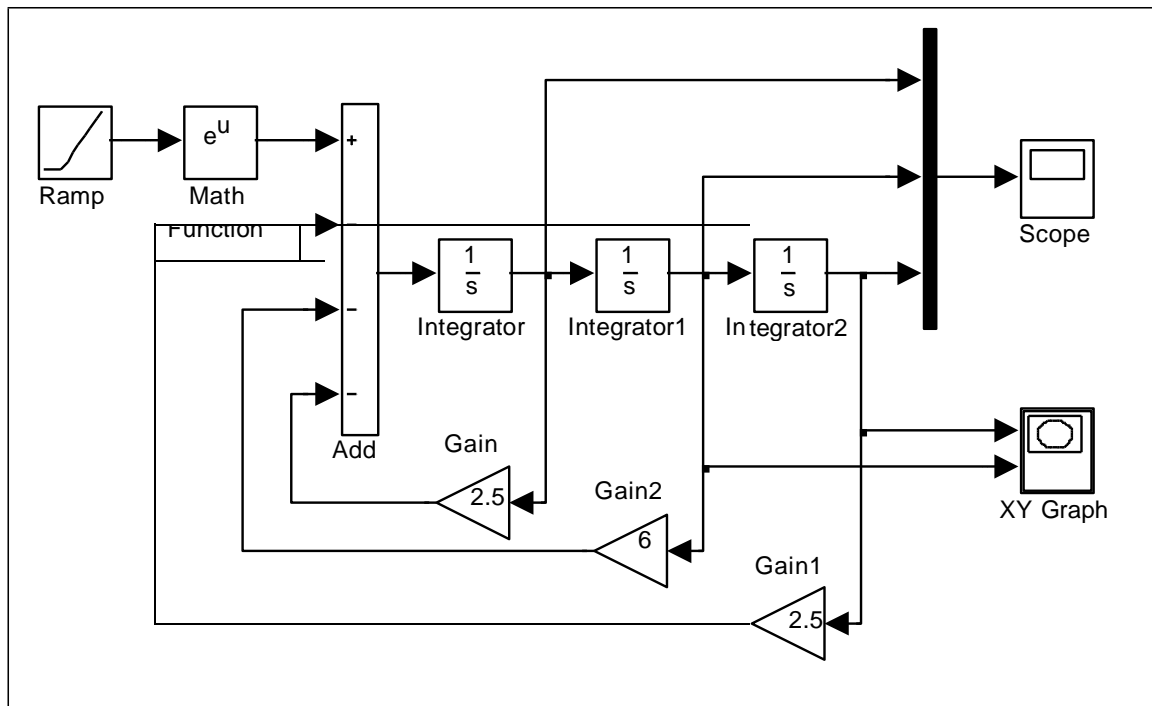 e^u
Ramp
Math
Function
+
−
−
−
Add
1
s
Integrator
1
s
Integrator1
1
s
Integrator2
Scope
Gain
2.5
Gain2
6
Gain1
2.5
XY Graph